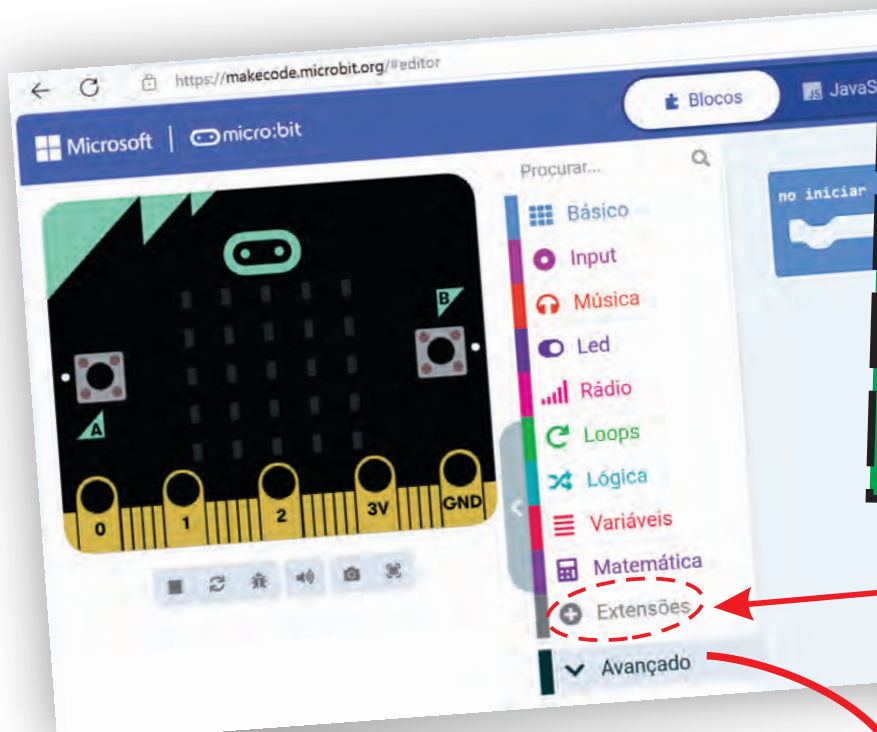 https://makecode.microbit.org/#editor
Microsoft | micro:bit
Blocos
JS JavaS
Procurar...
no iniciar
Básico
Input
Música
Led
Rádio
Loops
Lógica
Variáveis
Matemática
Extensões
Avançado
A
B
0
1
2
3V
GND